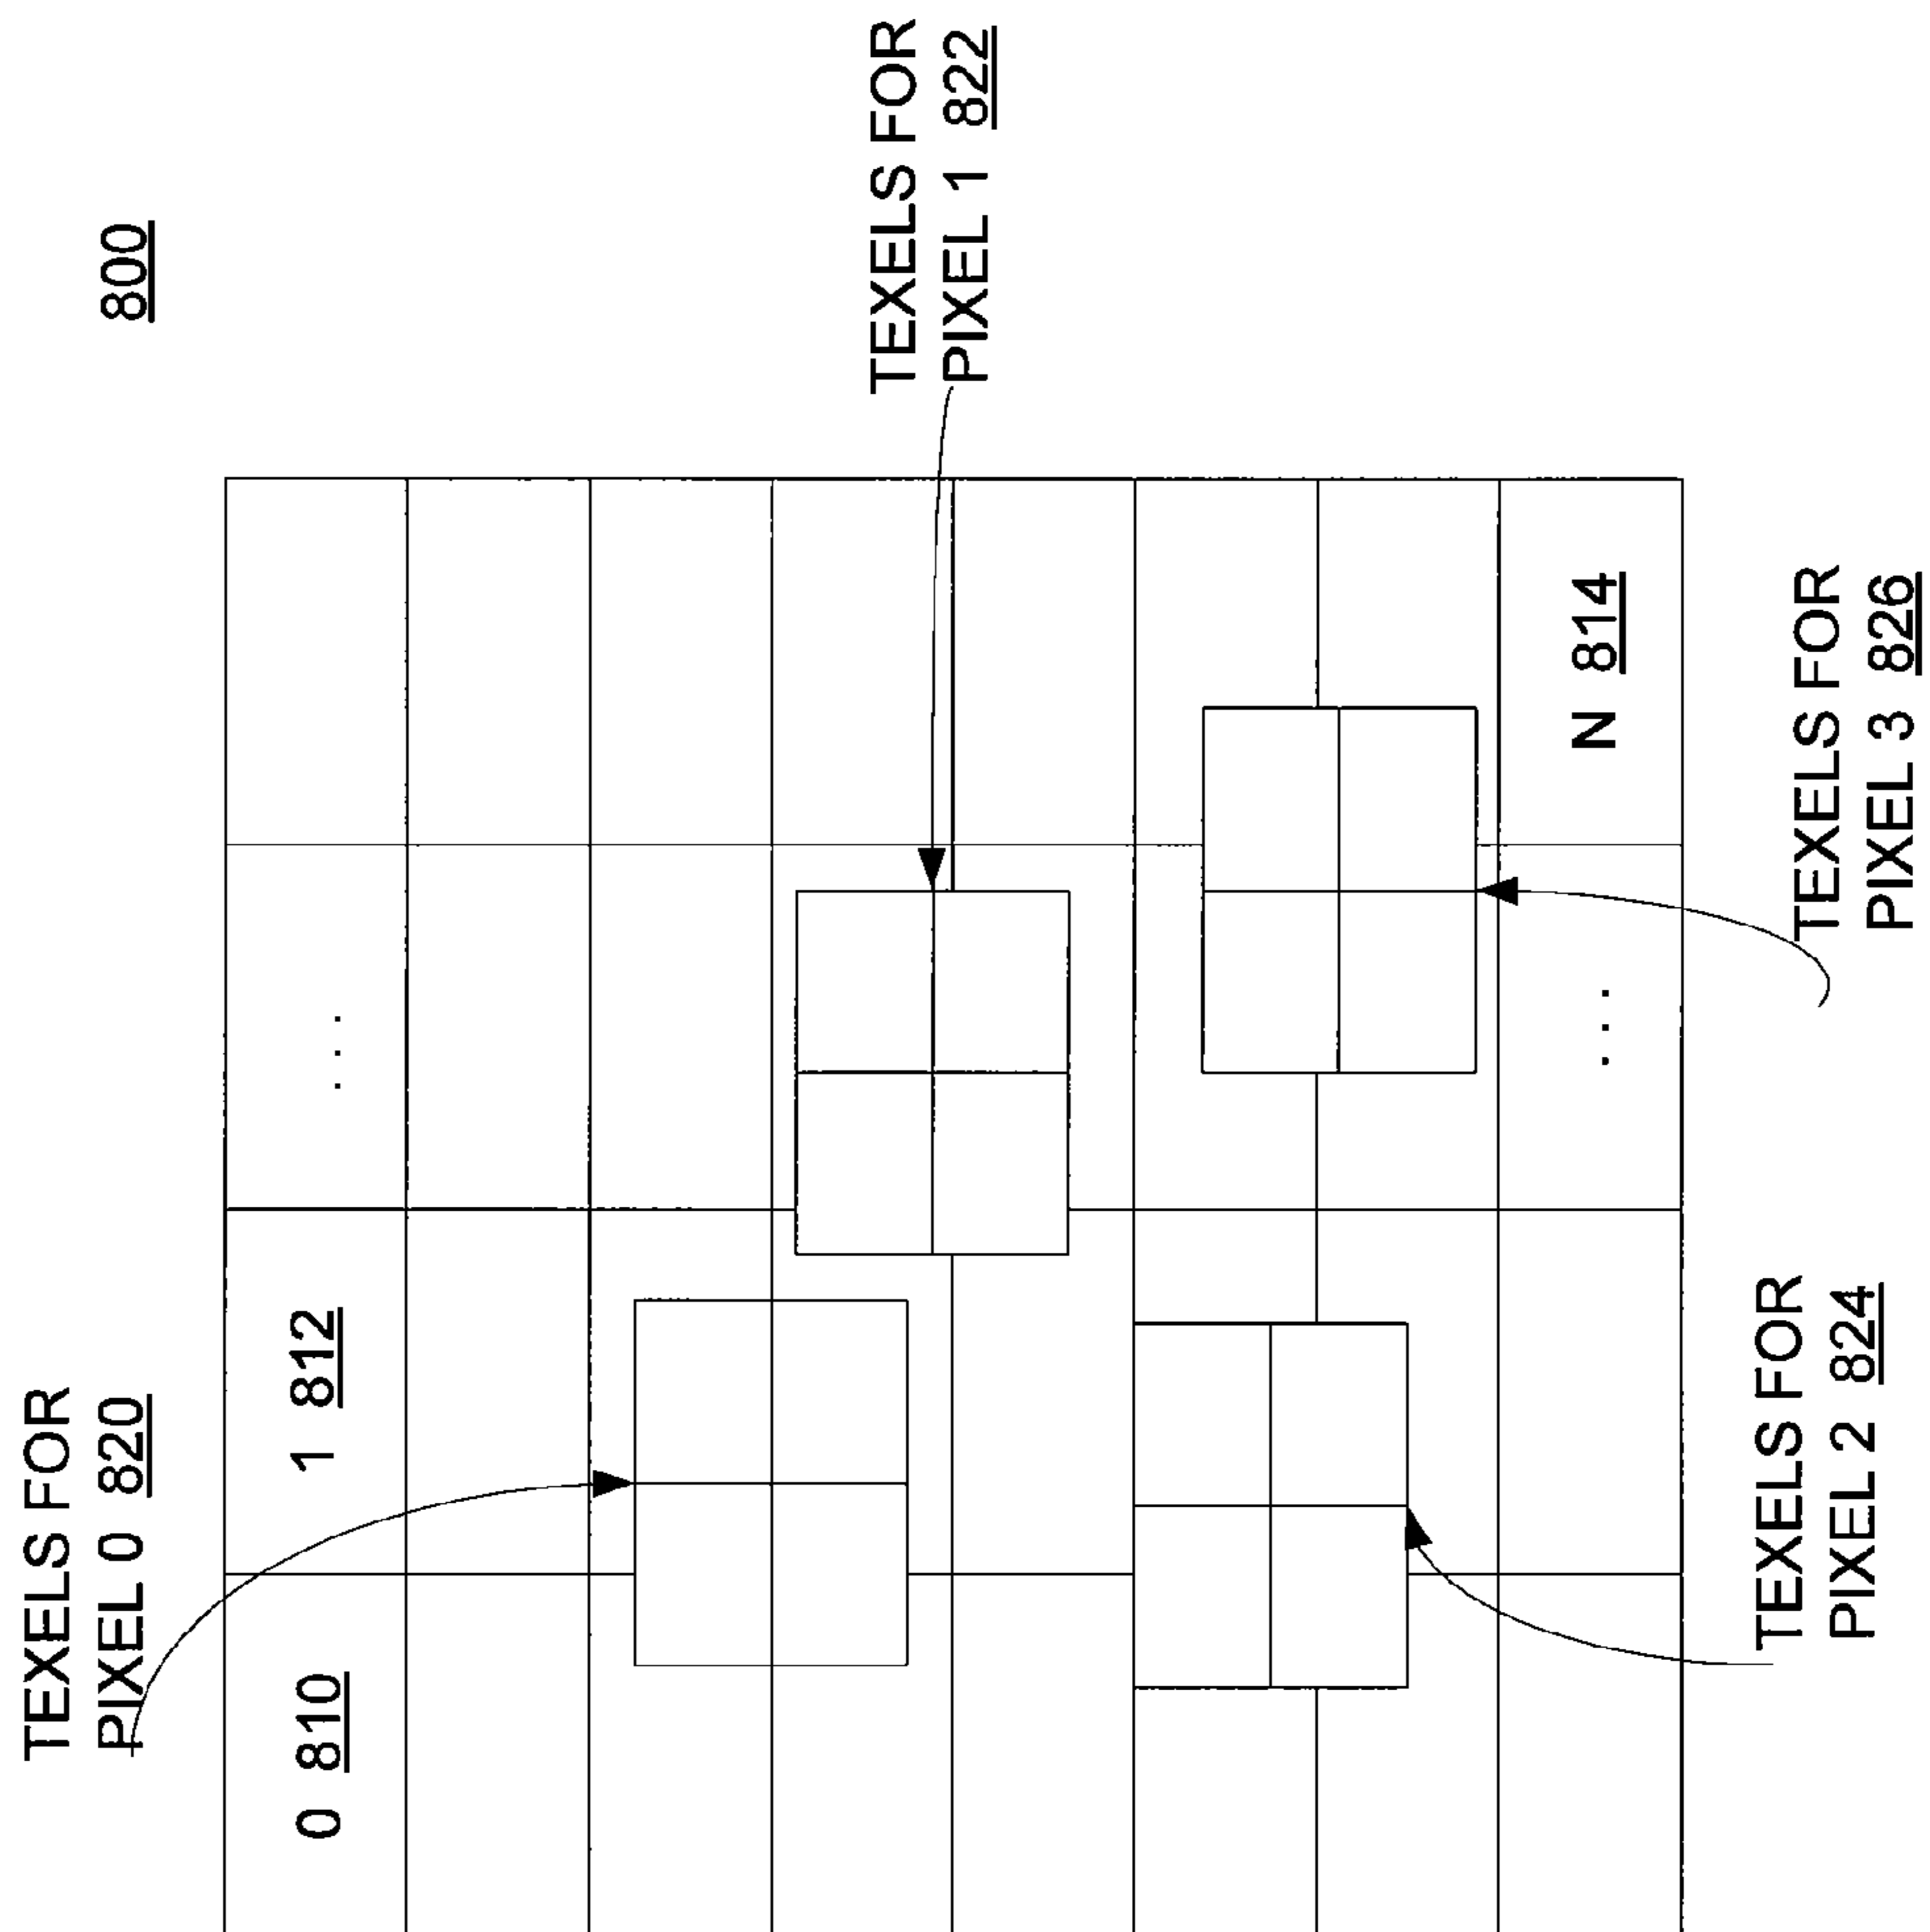 800
TEXELS FOR
PIXEL 0 820
0 810
1 812
...
TEXELS FOR
PIXEL 1 822
TEXELS FOR
PIXEL 2 824
...
N 814
TEXELS FOR
PIXEL 3 826